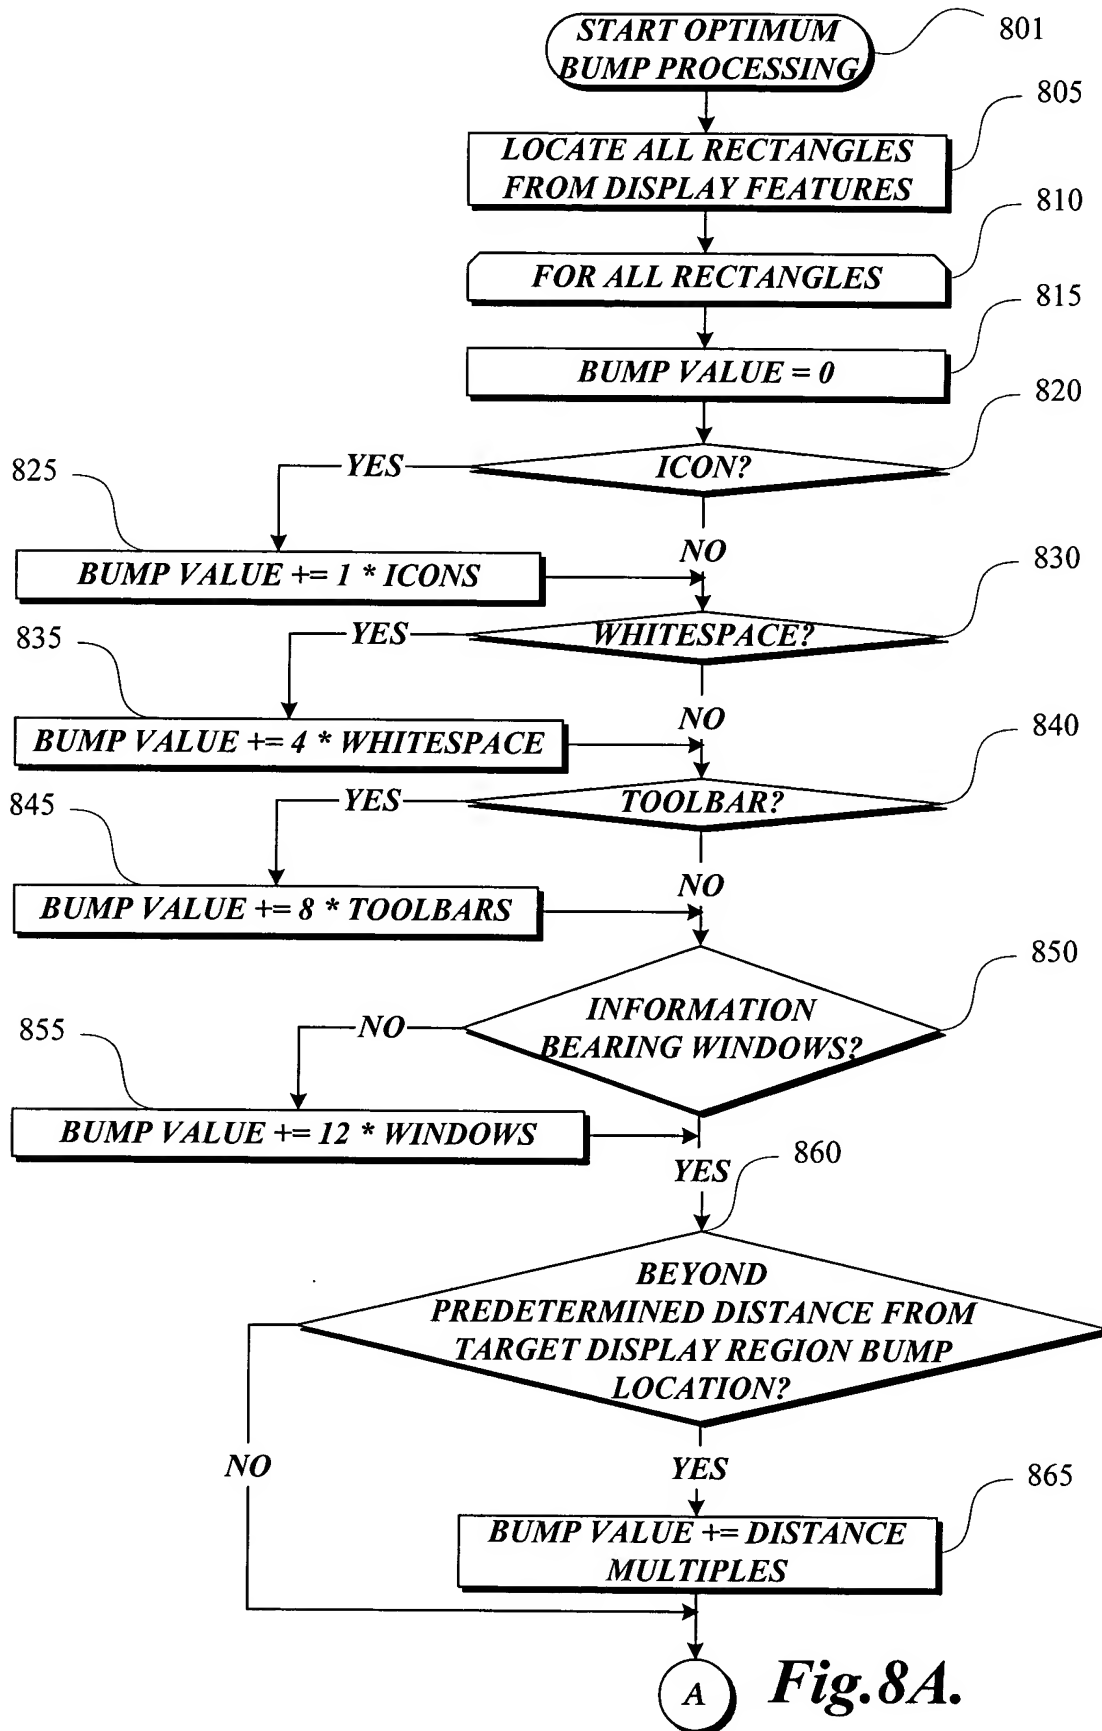 START OPTIMUM
BUMP PROCESSING
801
805
LOCATE ALL RECTANGLES
FROM DISPLAY FEATURES
810
FOR ALL RECTANGLES
815
BUMP VALUE = 0
820
ICON?
YES
825
NO
BUMP VALUE += 1 * ICONS
830
WHITESPACE?
YES
835
NO
BUMP VALUE += 4 * WHITESPACE
840
TOOLBAR?
YES
845
NO
BUMP VALUE += 8 * TOOLBARS
850
INFORMATION
BEARING WINDOWS?
NO
855
BUMP VALUE += 12 * WINDOWS
YES
860
BEYOND
PREDETERMINED DISTANCE FROM
TARGET DISPLAY REGION BUMP
LOCATION?
NO
YES
865
BUMP VALUE += DISTANCE
MULTIPLES
A
Fig.8A.